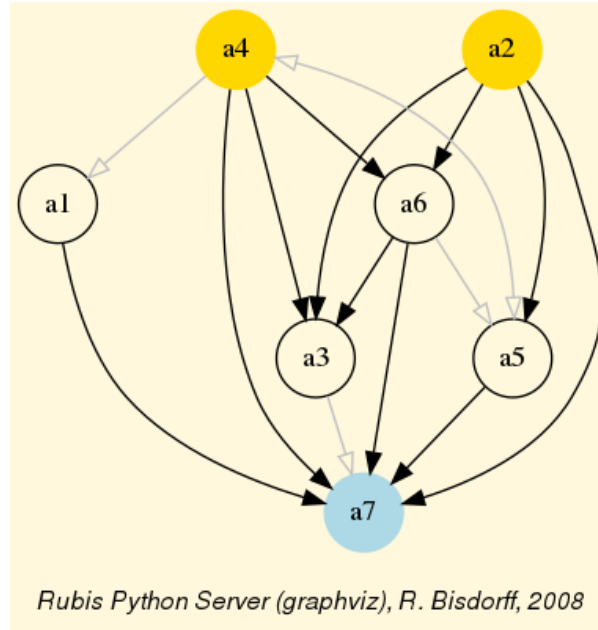 a4 a2
a1 a6
a3 a5
a7
Rubis Python Server (graphviz), R. Bisdorff, 2008